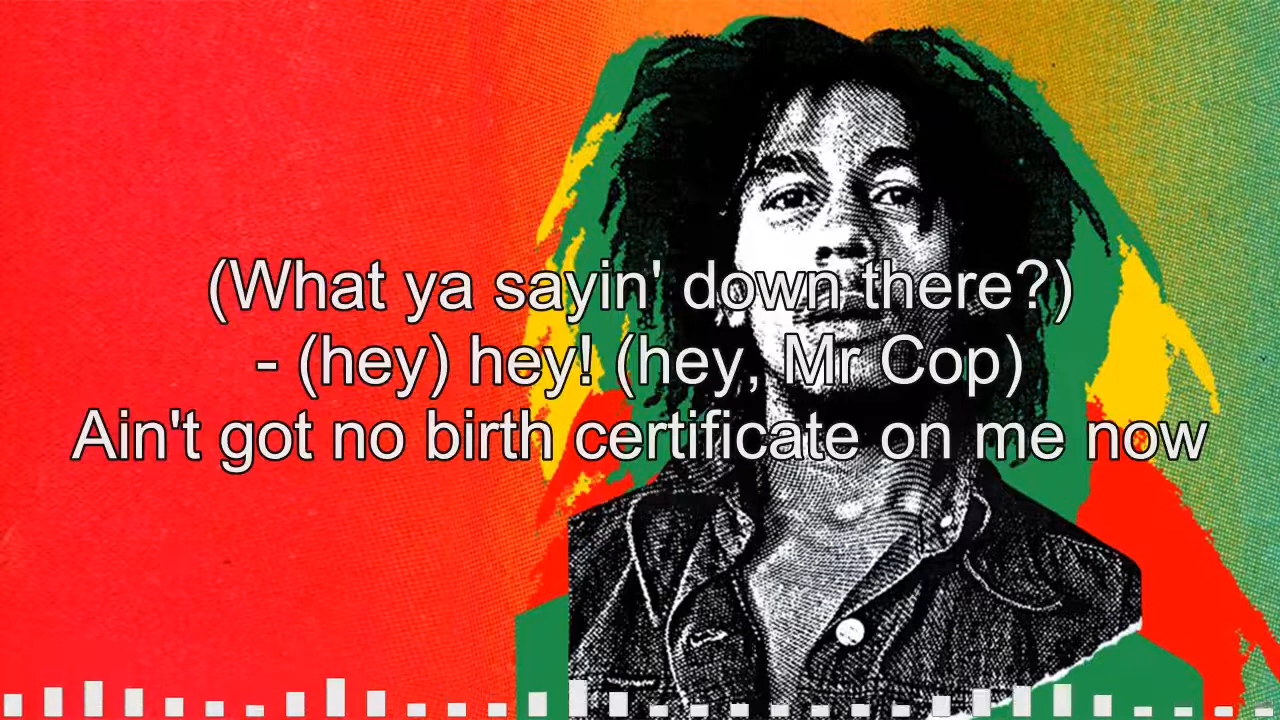 (What ya sayin' down there?)
- (hey) hey! (hey, Mr Cop)
Ain't got no birth certificate on me now